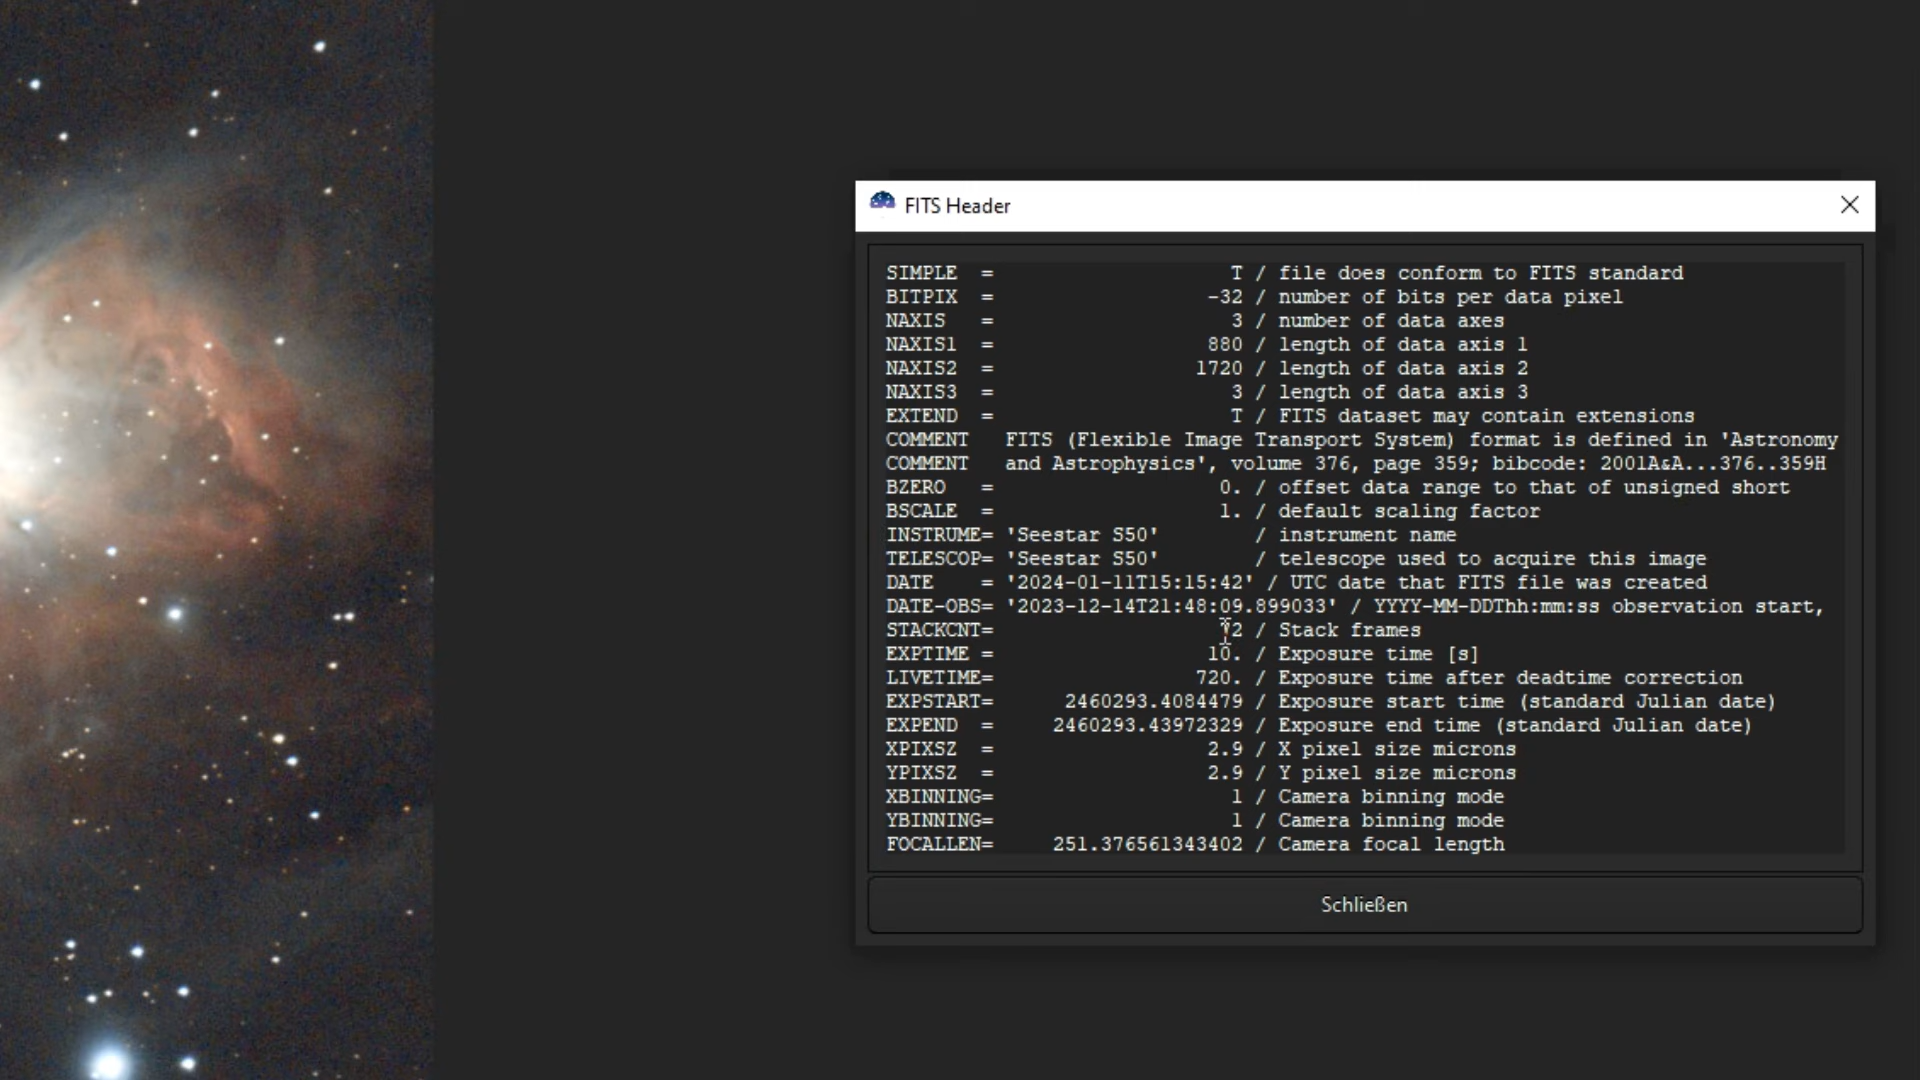 FITS Header
SIMPLE  =                    T / file does conform to FITS standard
BITPIX  =                  -32 / number of bits per data pixel
NAXIS   =                    3 / number of data axes
NAXIS1  =                  880 / length of data axis 1
NAXIS2  =                 1720 / length of data axis 2
NAXIS3  =                    3 / length of data axis 3
EXTEND  =                    T / FITS dataset may contain extensions
COMMENT   FITS (Flexible Image Transport System) format is defined in 'Astronomy
COMMENT   and Astrophysics', volume 376, page 359; bibcode: 2001A&A...376..359H
BZERO   =                   0. / offset data range to that of unsigned short
BSCALE  =                   1. / default scaling factor
INSTRUME= 'Seestar S50'        / instrument name
TELESCOP= 'Seestar S50'        / telescope used to acquire this image
DATE    = '2024-01-11T15:15:42' / UTC date that FITS file was created
DATE-OBS= '2023-12-14T21:48:09.899033' / YYYY-MM-DDThh:mm:ss observation start,
STACKCNT=                      / Stack frames
EXPTIME =                  10. / Exposure time [s]
LIVETIME=                 720. / Exposure time after deadtime correction
EXPSTART=      2460293.4084479 / Exposure start time (standard Julian date)
EXPEND  =     2460293.43972329 / Exposure end time (standard Julian date)
XPIXSZ  =                  2.9 / X pixel size microns
YPIXSZ  =                  2.9 / Y pixel size microns
XBINNING=                    1 / Camera binning mode
YBINNING=                    1 / Camera binning mode
FOCALLEN=     251.376561343402 / Camera focal length
Schließen